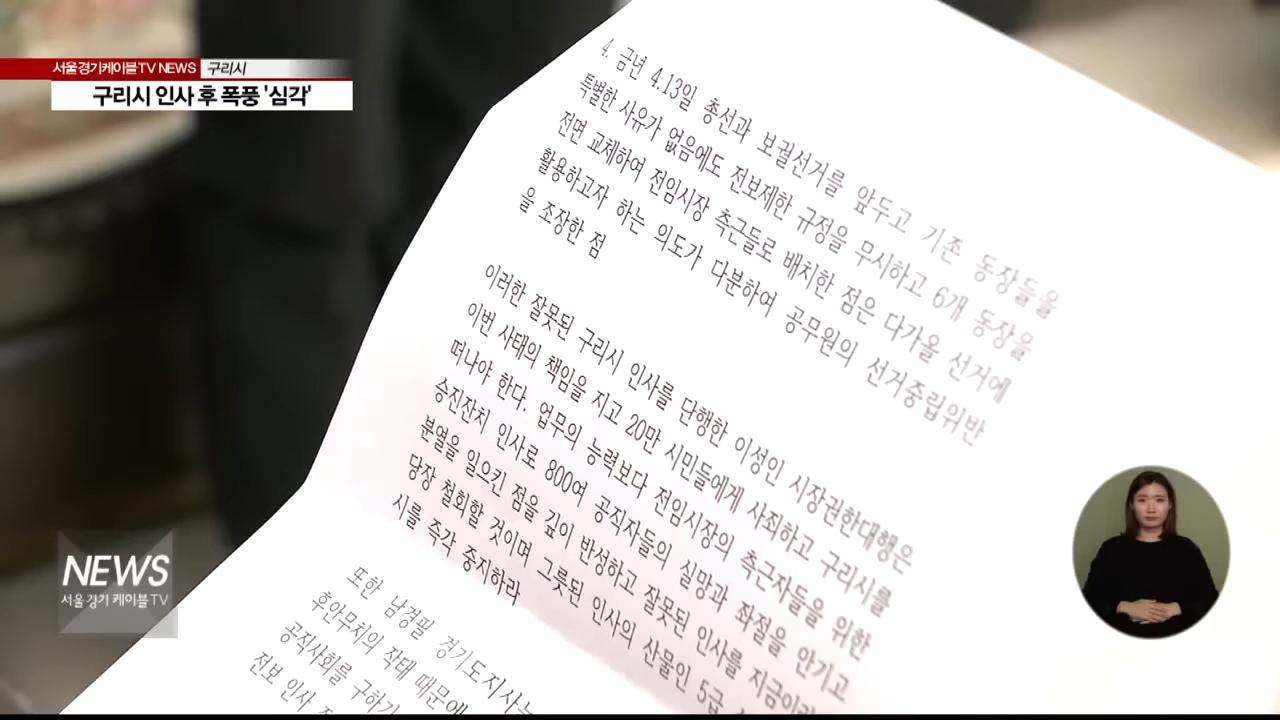 서울경기케이블TV NEWS 구리시
구리시 인사 후 폭풍 '심각'
4. 금년 4.13일 총선과 보궐선거를 앞두고 기존 동장들을
특별한 사유가 없음에도 전보제한 규정을 무시하고 6개 동장을
전면 교체하여 전임시장 측근들로 배치한 점은 다가올 선거에
활용하고자 하는 의도가 다분하여 공무원의 선거중립위반
을 조장한 점
이러한 잘못된 구리시 인사를 단행한 이성인 시장권한대행은
이번 사태의 책임을 지고 20만 시민들에게 사죄하고 구리시를
떠나야 한다. 업무의 능력보다 전임시장의 측근자들을 위한
승진잔치 인사로 800여 공직자들의 실망과 좌절을 안기고
분열을 일으킨 점을 깊이 반성하고 잘못된 인사를 지금이라
당장 철회할 것이며 그릇된 인사의 산물인 5급
시를 즉각 중지하라
또한 남경필 경기도지사는
후안무치의 작태 때문에
공직사회를 구하기
전보 인사
NEWS
서울경기 케이블TV